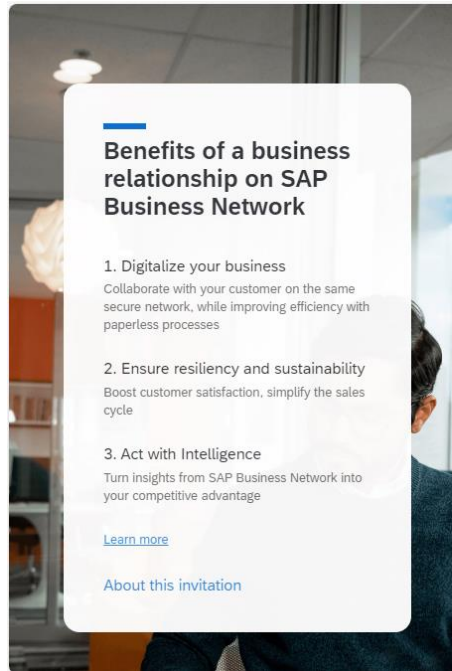 Benefits of a business
relationship on SAP
Business Network
1. Digitalize your business
Collaborate with your customer on the same
secure network, while improving efficiency with
paperless processes
2. Ensure resiliency and sustainability
Boost customer satisfaction, simplify the sales
cycle
3. Act with Intelligence
Turn insights from SAP Business Network into
your competitive advantage
Learn more
About this invitation